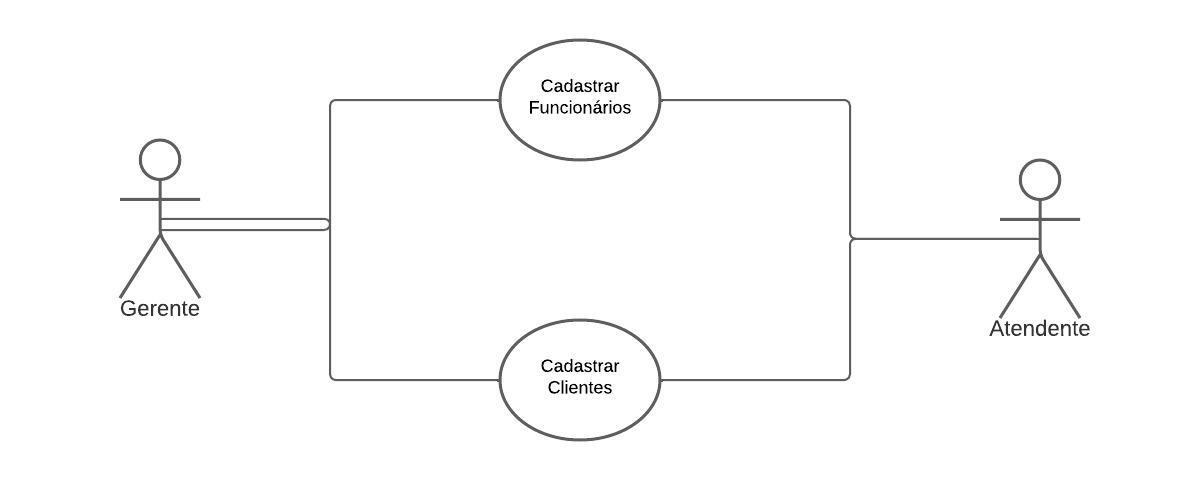 Cadastrar
Funcionários
Gerente
Atendente
Cadastrar
Clientes